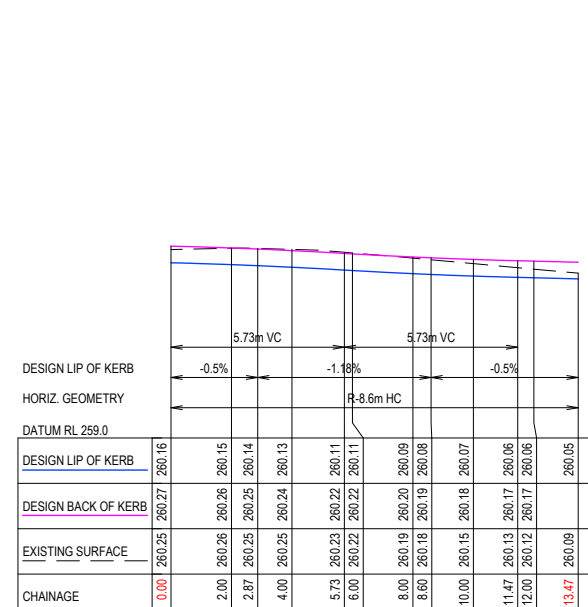 5.73m VC 5.73m VC
DESIGN LIP OF KERB -0.5% -1.18% -0.5%
HORIZ. GEOMETRY R-8.6m HC
DATUM RL 259.0
DESIGN LIP OF KERB 260.16 260.15 260.14 260.13 260.11 260.11 260.09 260.08 260.07 260.06 260.06 260.05
DESIGN BACK OF KERB 260.27 260.26 260.25 260.24 260.22 260.22 260.20 260.19 260.18 260.17 260.17
EXISTING SURFACE 260.25 260.26 260.25 260.25 260.23 260.22 260.19 260.18 260.15 260.13 260.12 260.09
CHAINAGE 0.00 2.00 2.87 4.00 5.73 6.00 8.00 8.60 10.00 11.47 12.00 13.47